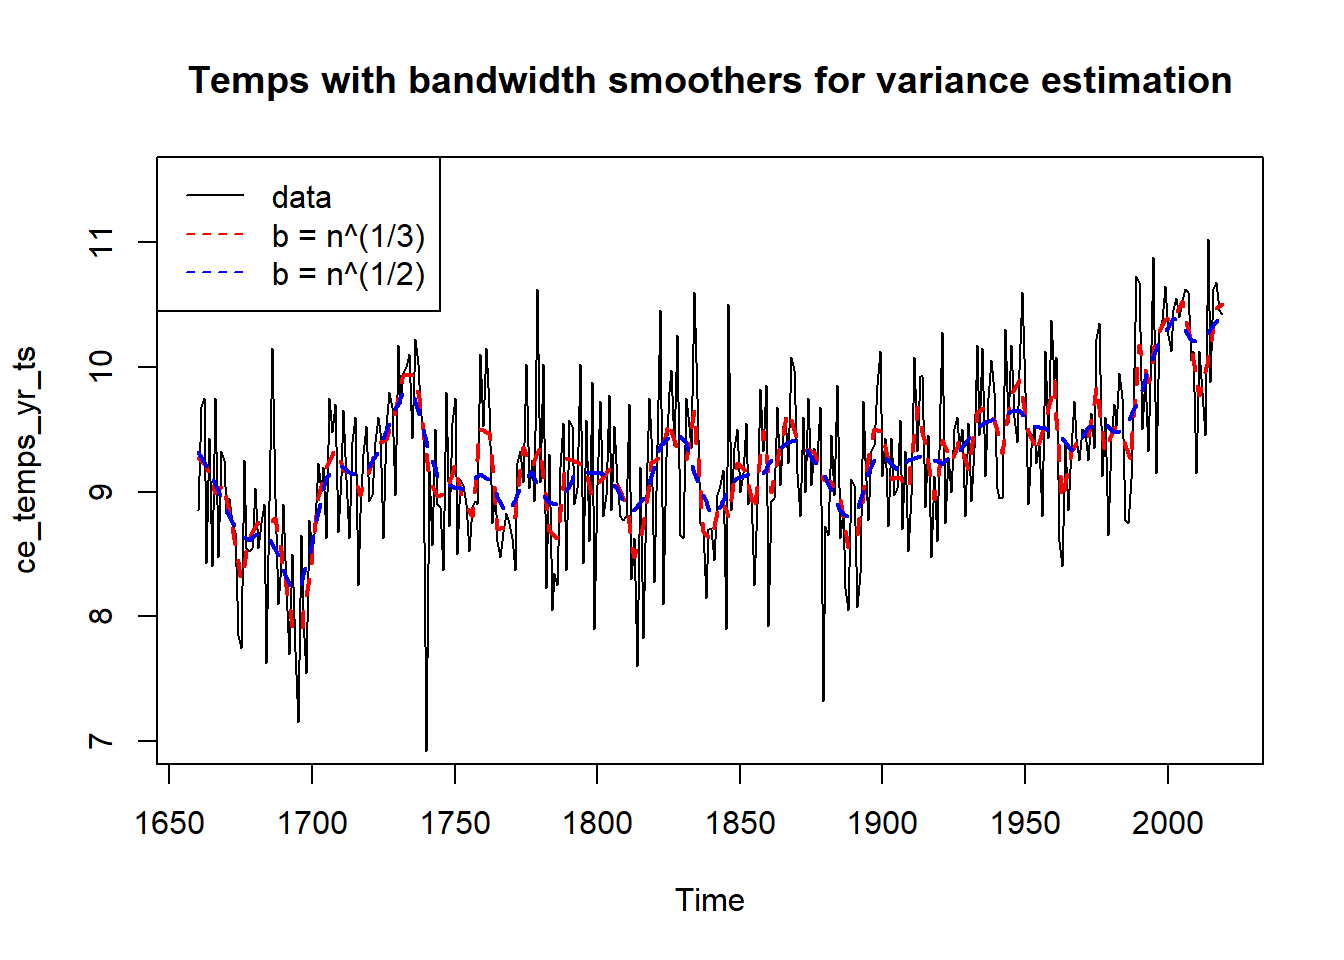 Temps with bandwidth smoothers for variance estimation
data
b = n^(1/3)
b = n^(1/2)
ce_temps_yr_ts
11
10
9
8
7
1650 1700 1750 1800 1850 1900 1950 2000
Time